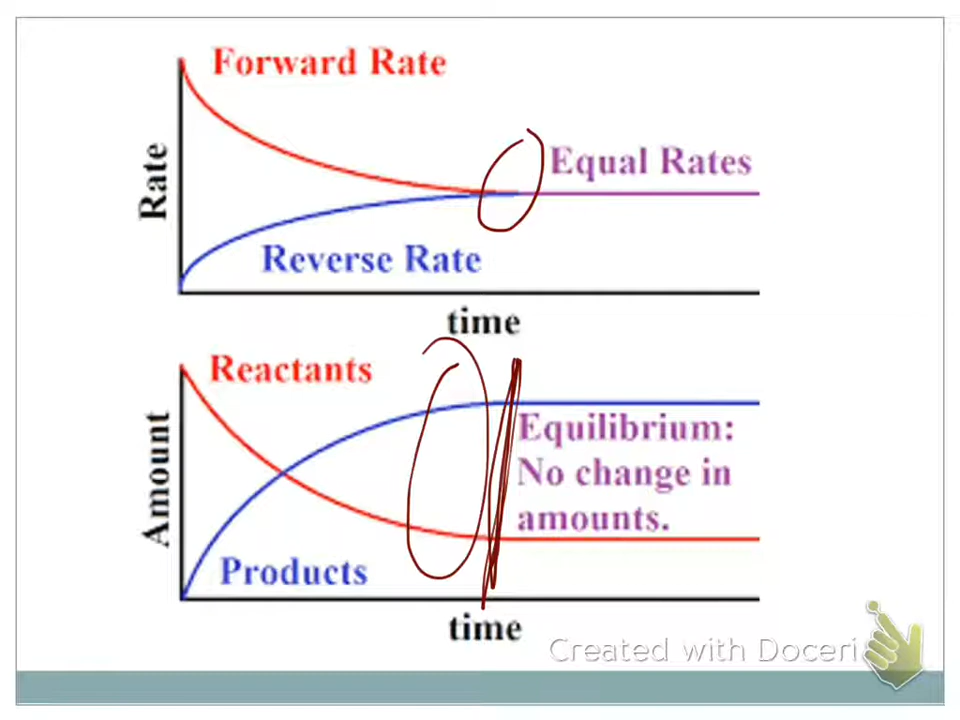 Forward Rate
Equal Rates
Rate
Reverse Rate
time
Reactants
Equilibrium:
No change in
amounts.
Amount
Products
time
Created with Doceri